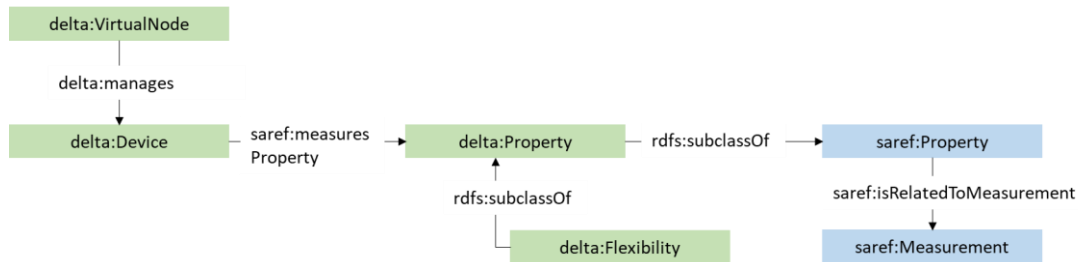 delta:VirtualNode
delta:manages
delta:Device
saref:measures
Property
delta:Property
rdfs:subclassOf
saref:Property
rdfs:subclassOf
saref:isRelatedToMeasurement
delta:Flexibility
saref:Measurement